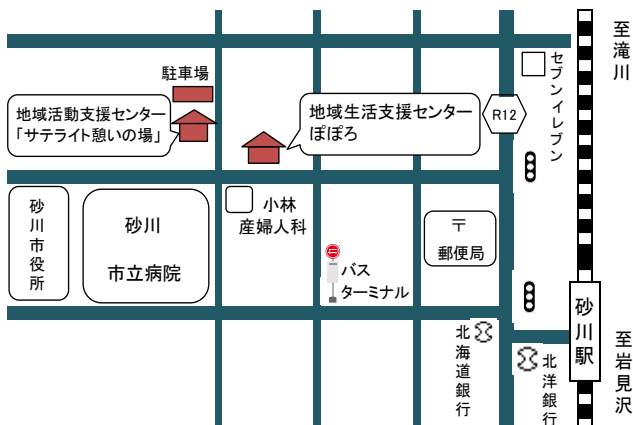 至滝川
駐車場
セブンイレブン
地域活動支援センター
「サテライト憩いの場」
地域生活支援センター
ぽぽろ
R12
砂川市役所
砂川
市立病院
小林
産婦人科
〒
郵便局
バス
ターミナル
砂川駅
北海道銀行
北洋銀行
至岩見沢